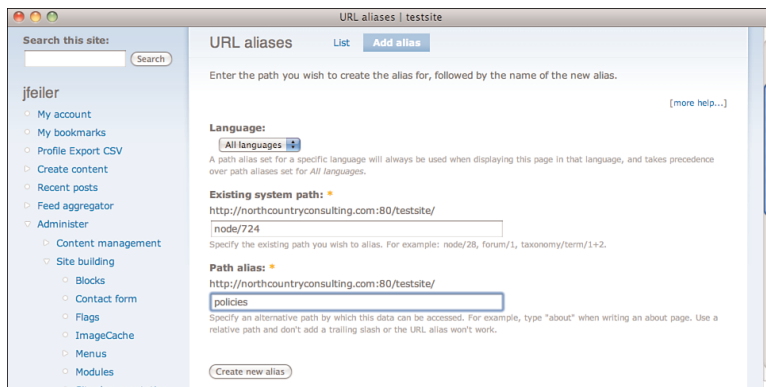 URL aliases | testsite
Search this site:
Search
jfeiler
My account
My bookmarks
Profile Export CSV
Create content
Recent posts
Feed aggregator
Administer
Content management
Site building
Blocks
Contact form
Flags
ImageCache
Menus
Modules
URL aliases List Add alias
Enter the path you wish to create the alias for, followed by the name of the new alias.
[more help...]
Language:
All languages
A path alias set for a specific language will always be used when displaying this page in that language, and takes precedence
over path aliases set for All languages.
Existing system path: *
http://northcountryconsulting.com:80/testsite/
node/724
Specify the existing path you wish to alias. For example: node/28, forum/1, taxonomy/term/1+2.
Path alias: *
http://northcountryconsulting.com:80/testsite/
policies
Specify an alternative path by which this data can be accessed. For example, type "about" when writing an about page. Use a
relative path and don't add a trailing slash or the URL alias won't work.
Create new alias